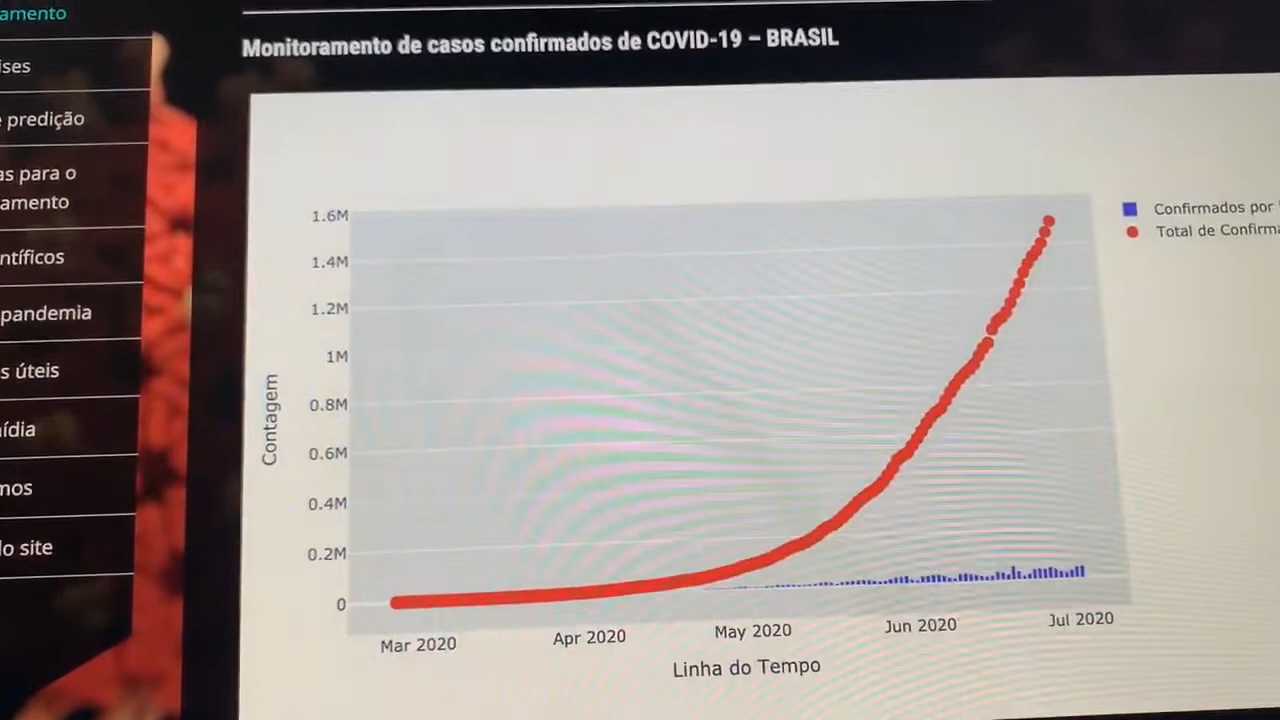 amento
ises
predição
as para o
amento
ntíficos
pandemia
s úteis
ídia
mos
lo site
Monitoramento de casos confirmados de COVID-19 – BRASIL
1.6M
1.4M
1.2M
1M
0.8M
0.6M
0.4M
0.2M
0
Contagem
Mar 2020
Apr 2020
May 2020
Jun 2020
Jul 2020
Linha do Tempo
Confirmados por
Total de Confirma